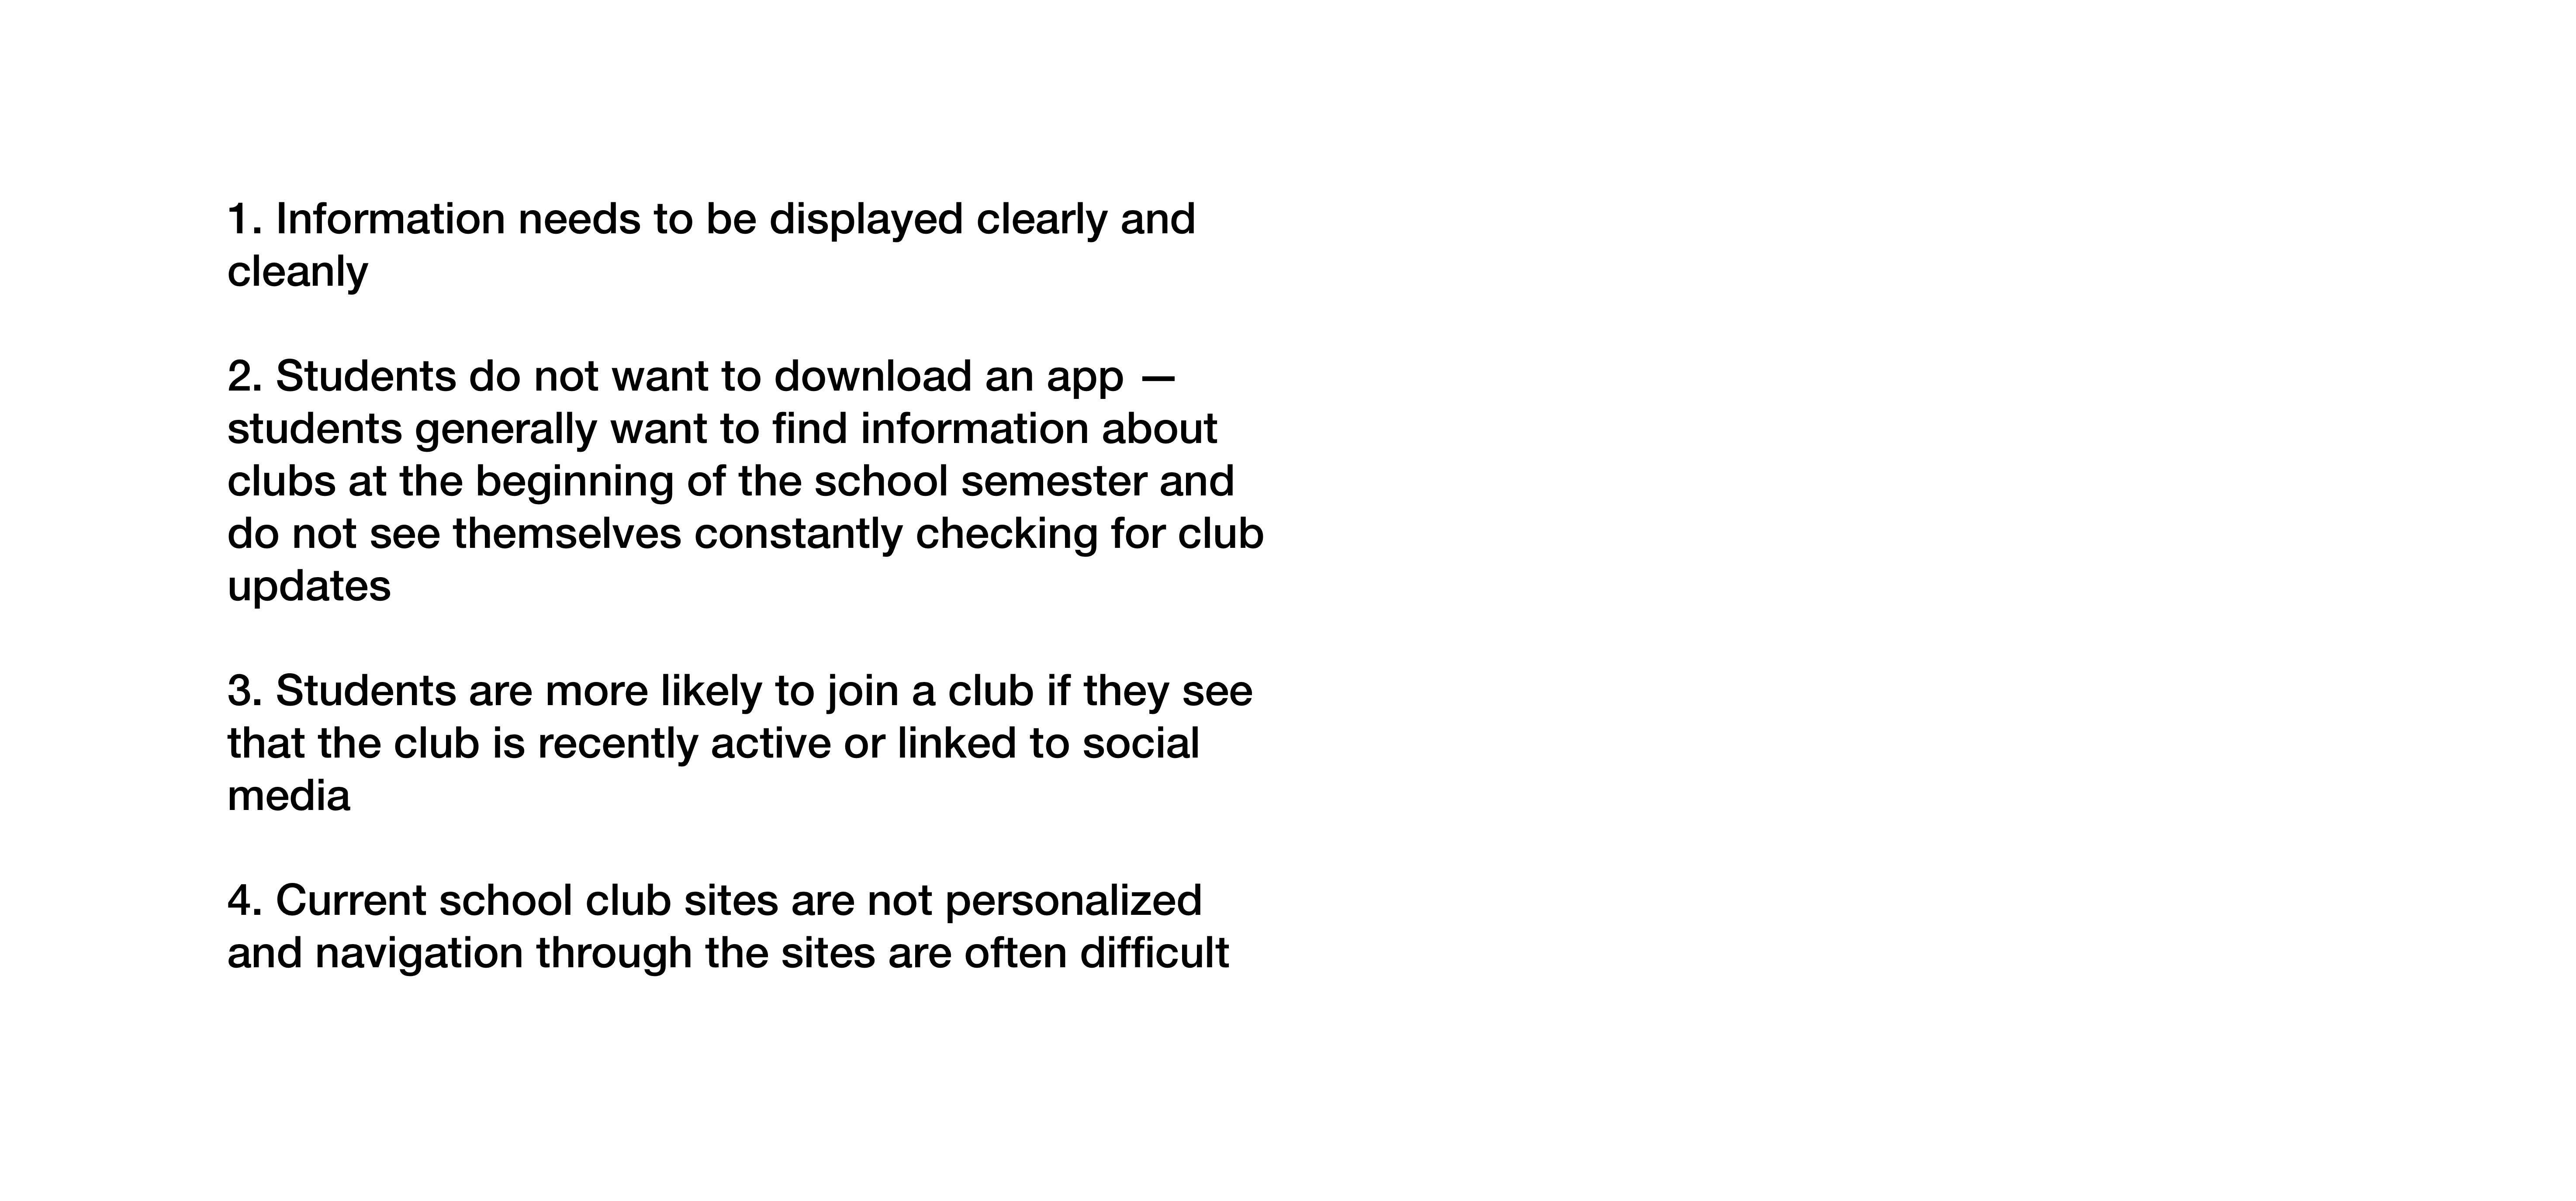 1. Information needs to be displayed clearly and
cleanly
2. Students do not want to download an app —
students generally want to find information about
clubs at the beginning of the school semester and
do not see themselves constantly checking for club
updates
3. Students are more likely to join a club if they see
that the club is recently active or linked to social
media
4. Current school club sites are not personalized
and navigation through the sites are often difficult